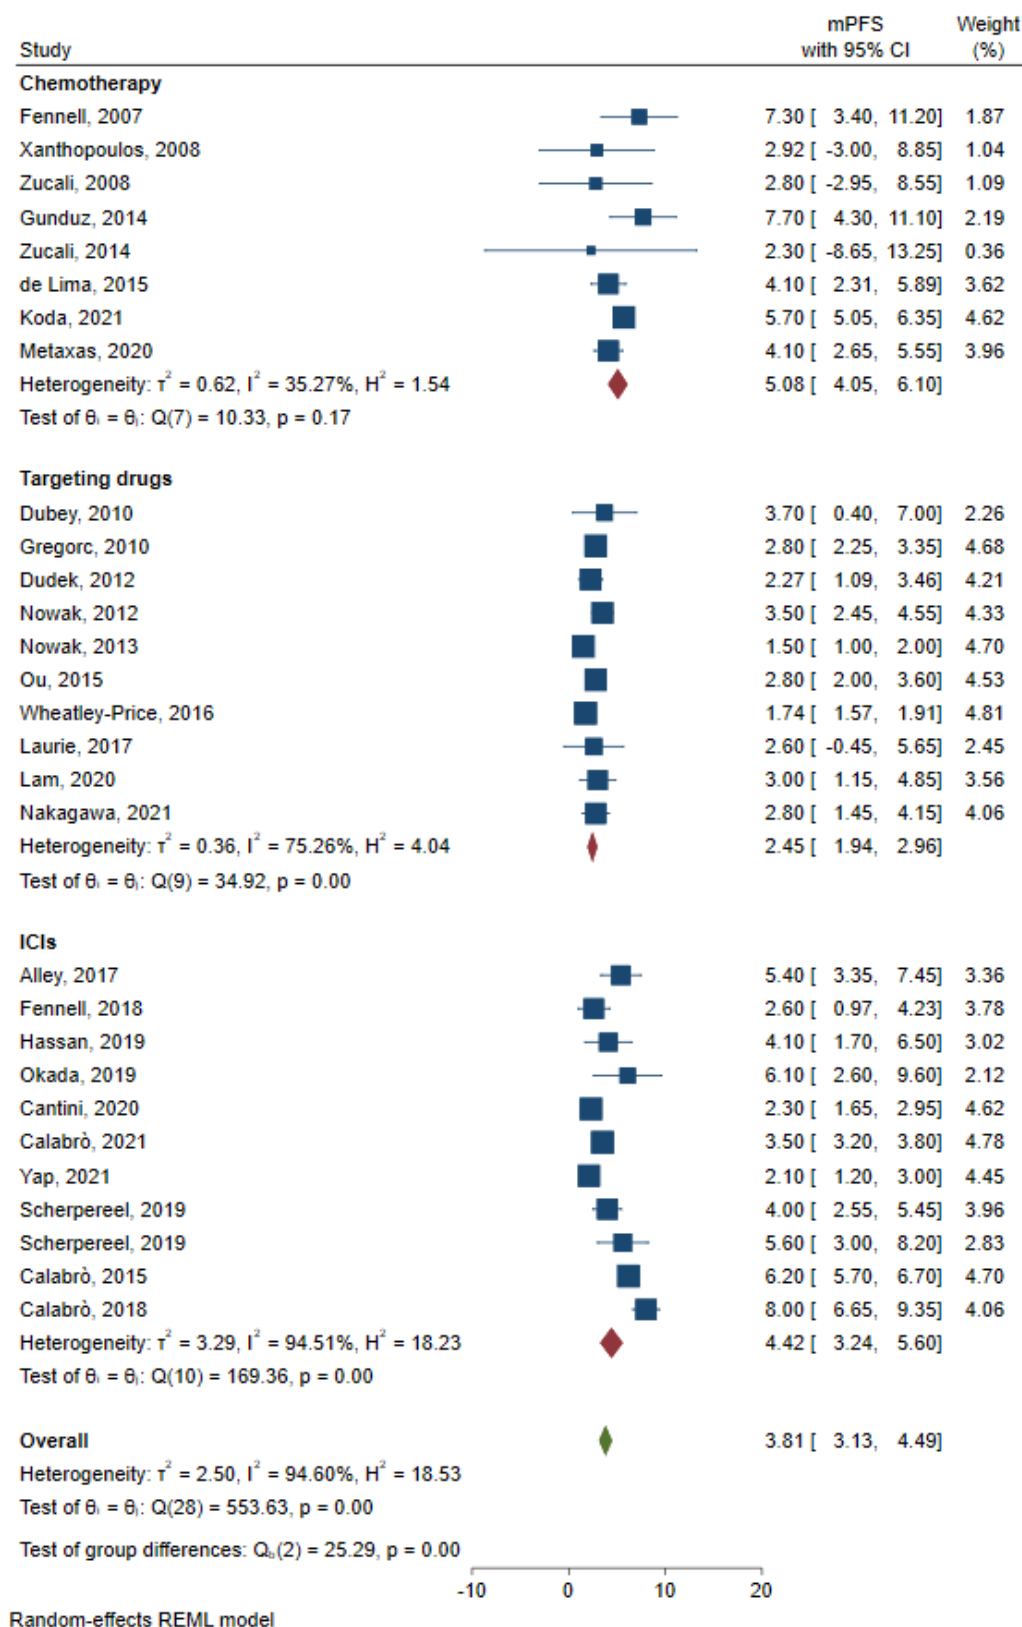 mPFS Weight
Study with 95% CI (%)
Chemotherapy
Fennell, 2007 7.30 [ 3.40, 11.20] 1.87
Xanthopoulos, 2008 2.92 [ -3.00, 8.85] 1.04
Zucali, 2008 2.80 [ -2.95, 8.55] 1.09
Gunduz, 2014 7.70 [ 4.30, 11.10] 2.19
Zucali, 2014 2.30 [ -8.65, 13.25] 0.36
de Lima, 2015 4.10 [ 2.31, 5.89] 3.62
Koda, 2021 5.70 [ 5.05, 6.35] 4.62
Metaxas, 2020 4.10 [ 2.65, 5.55] 3.96
Heterogeneity: τ² = 0.62, I² = 35.27%, H² = 1.54 5.08 [ 4.05, 6.10]
Test of θᵢ = θⱼ: Q(7) = 10.33, p = 0.17
Targeting drugs
Dubey, 2010 3.70 [ 0.40, 7.00] 2.26
Gregorc, 2010 2.80 [ 2.25, 3.35] 4.68
Dudek, 2012 2.27 [ 1.09, 3.46] 4.21
Nowak, 2012 3.50 [ 2.45, 4.55] 4.33
Nowak, 2013 1.50 [ 1.00, 2.00] 4.70
Ou, 2015 2.80 [ 2.00, 3.60] 4.53
Wheatley-Price, 2016 1.74 [ 1.57, 1.91] 4.81
Laurie, 2017 2.60 [ -0.45, 5.65] 2.45
Lam, 2020 3.00 [ 1.15, 4.85] 3.56
Nakagawa, 2021 2.80 [ 1.45, 4.15] 4.06
Heterogeneity: τ² = 0.36, I² = 75.26%, H² = 4.04 2.45 [ 1.94, 2.96]
Test of θᵢ = θⱼ: Q(9) = 34.92, p = 0.00
ICIs
Alley, 2017 5.40 [ 3.35, 7.45] 3.36
Fennell, 2018 2.60 [ 0.97, 4.23] 3.78
Hassan, 2019 4.10 [ 1.70, 6.50] 3.02
Okada, 2019 6.10 [ 2.60, 9.60] 2.12
Cantini, 2020 2.30 [ 1.65, 2.95] 4.62
Calabrò, 2021 3.50 [ 3.20, 3.80] 4.78
Yap, 2021 2.10 [ 1.20, 3.00] 4.45
Scherpereel, 2019 4.00 [ 2.55, 5.45] 3.96
Scherpereel, 2019 5.60 [ 3.00, 8.20] 2.83
Calabrò, 2015 6.20 [ 5.70, 6.70] 4.70
Calabrò, 2018 8.00 [ 6.65, 9.35] 4.06
Heterogeneity: τ² = 3.29, I² = 94.51%, H² = 18.23 4.42 [ 3.24, 5.60]
Test of θᵢ = θⱼ: Q(10) = 169.36, p = 0.00
Overall 3.81 [ 3.13, 4.49]
Heterogeneity: τ² = 2.50, I² = 94.60%, H² = 18.53
Test of θᵢ = θⱼ: Q(28) = 553.63, p = 0.00
Test of group differences: Q_b(2) = 25.29, p = 0.00
-10 0 10 20
Random-effects REML model